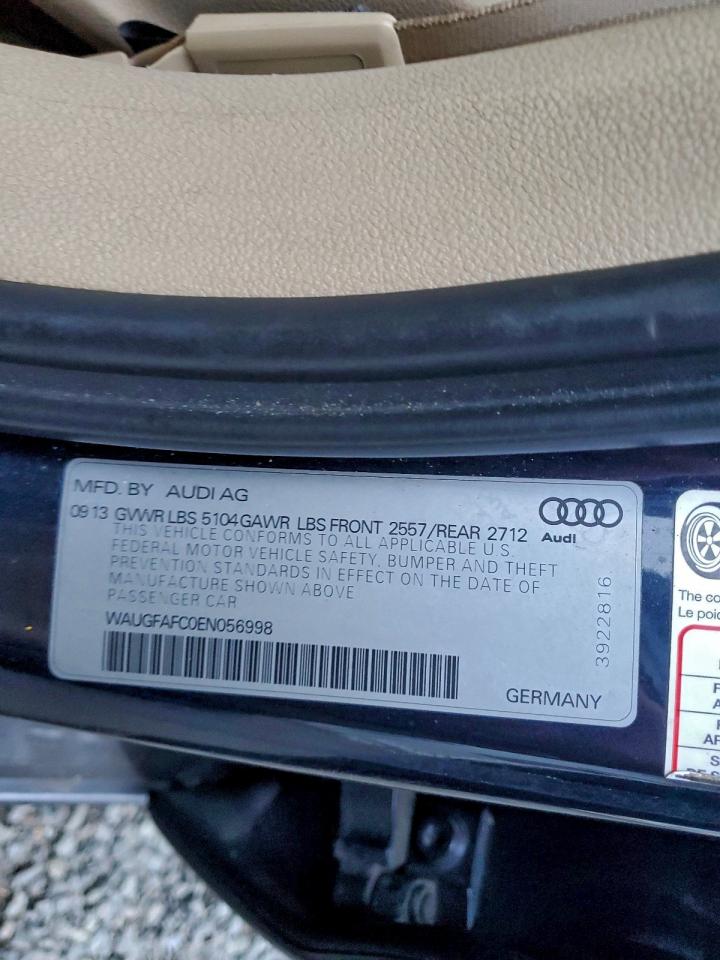 MFD. BY AUDI AG
09 13 GWWR LBS 5104 GAWR LBS FRONT 2557/REAR 2712
THIS VEHICLE CONFORMS TO ALL APPLICABLE U.S.
FEDERAL MOTOR VEHICLE SAFETY, BUMPER AND THEFT
PREVENTION STANDARDS IN EFFECT ON THE DATE OF
MANUFACTURE SHOWN ABOVE
PASSENGER CAR
WAUGFAFC0EN056998
GERMANY
Audi
3922816
The co
Le poid